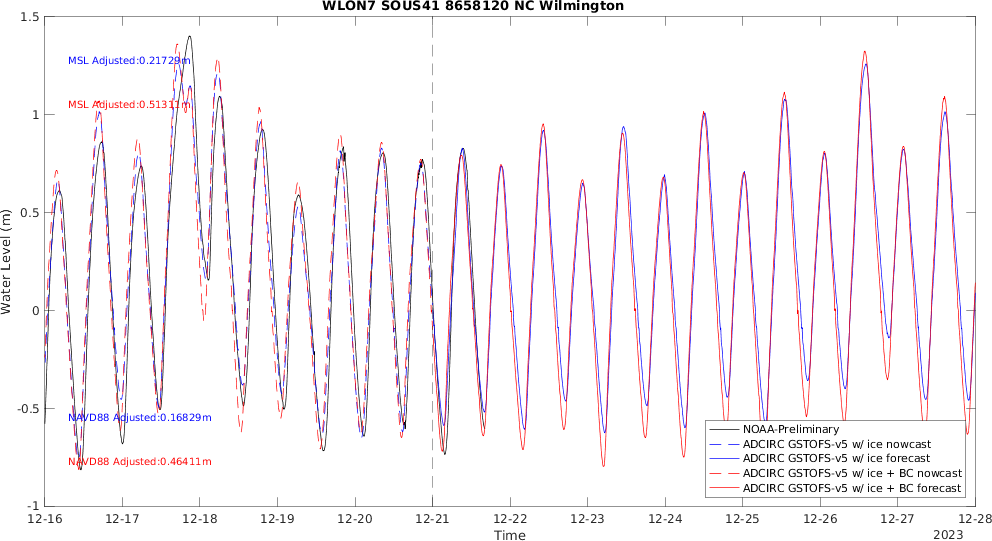 WLON7 SOUS41 8658120 NC Wilmington
1.5
1
0.5
0
-0.5
-1
Water Level (m)
MSL Adjusted:0.21729m
MSL Adjusted:0.51311m
NAVD88 Adjusted:0.16829m
NAVD88 Adjusted:0.46411m
NOAA-Preliminary
ADCIRC GSTOFS-v5 w/ ice nowcast
ADCIRC GSTOFS-v5 w/ ice forecast
ADCIRC GSTOFS-v5 w/ ice + BC nowcast
ADCIRC GSTOFS-v5 w/ ice + BC forecast
12-16 12-17 12-18 12-19 12-20 12-21 12-22 12-23 12-24 12-25 12-26 12-27 12-28
Time
2023